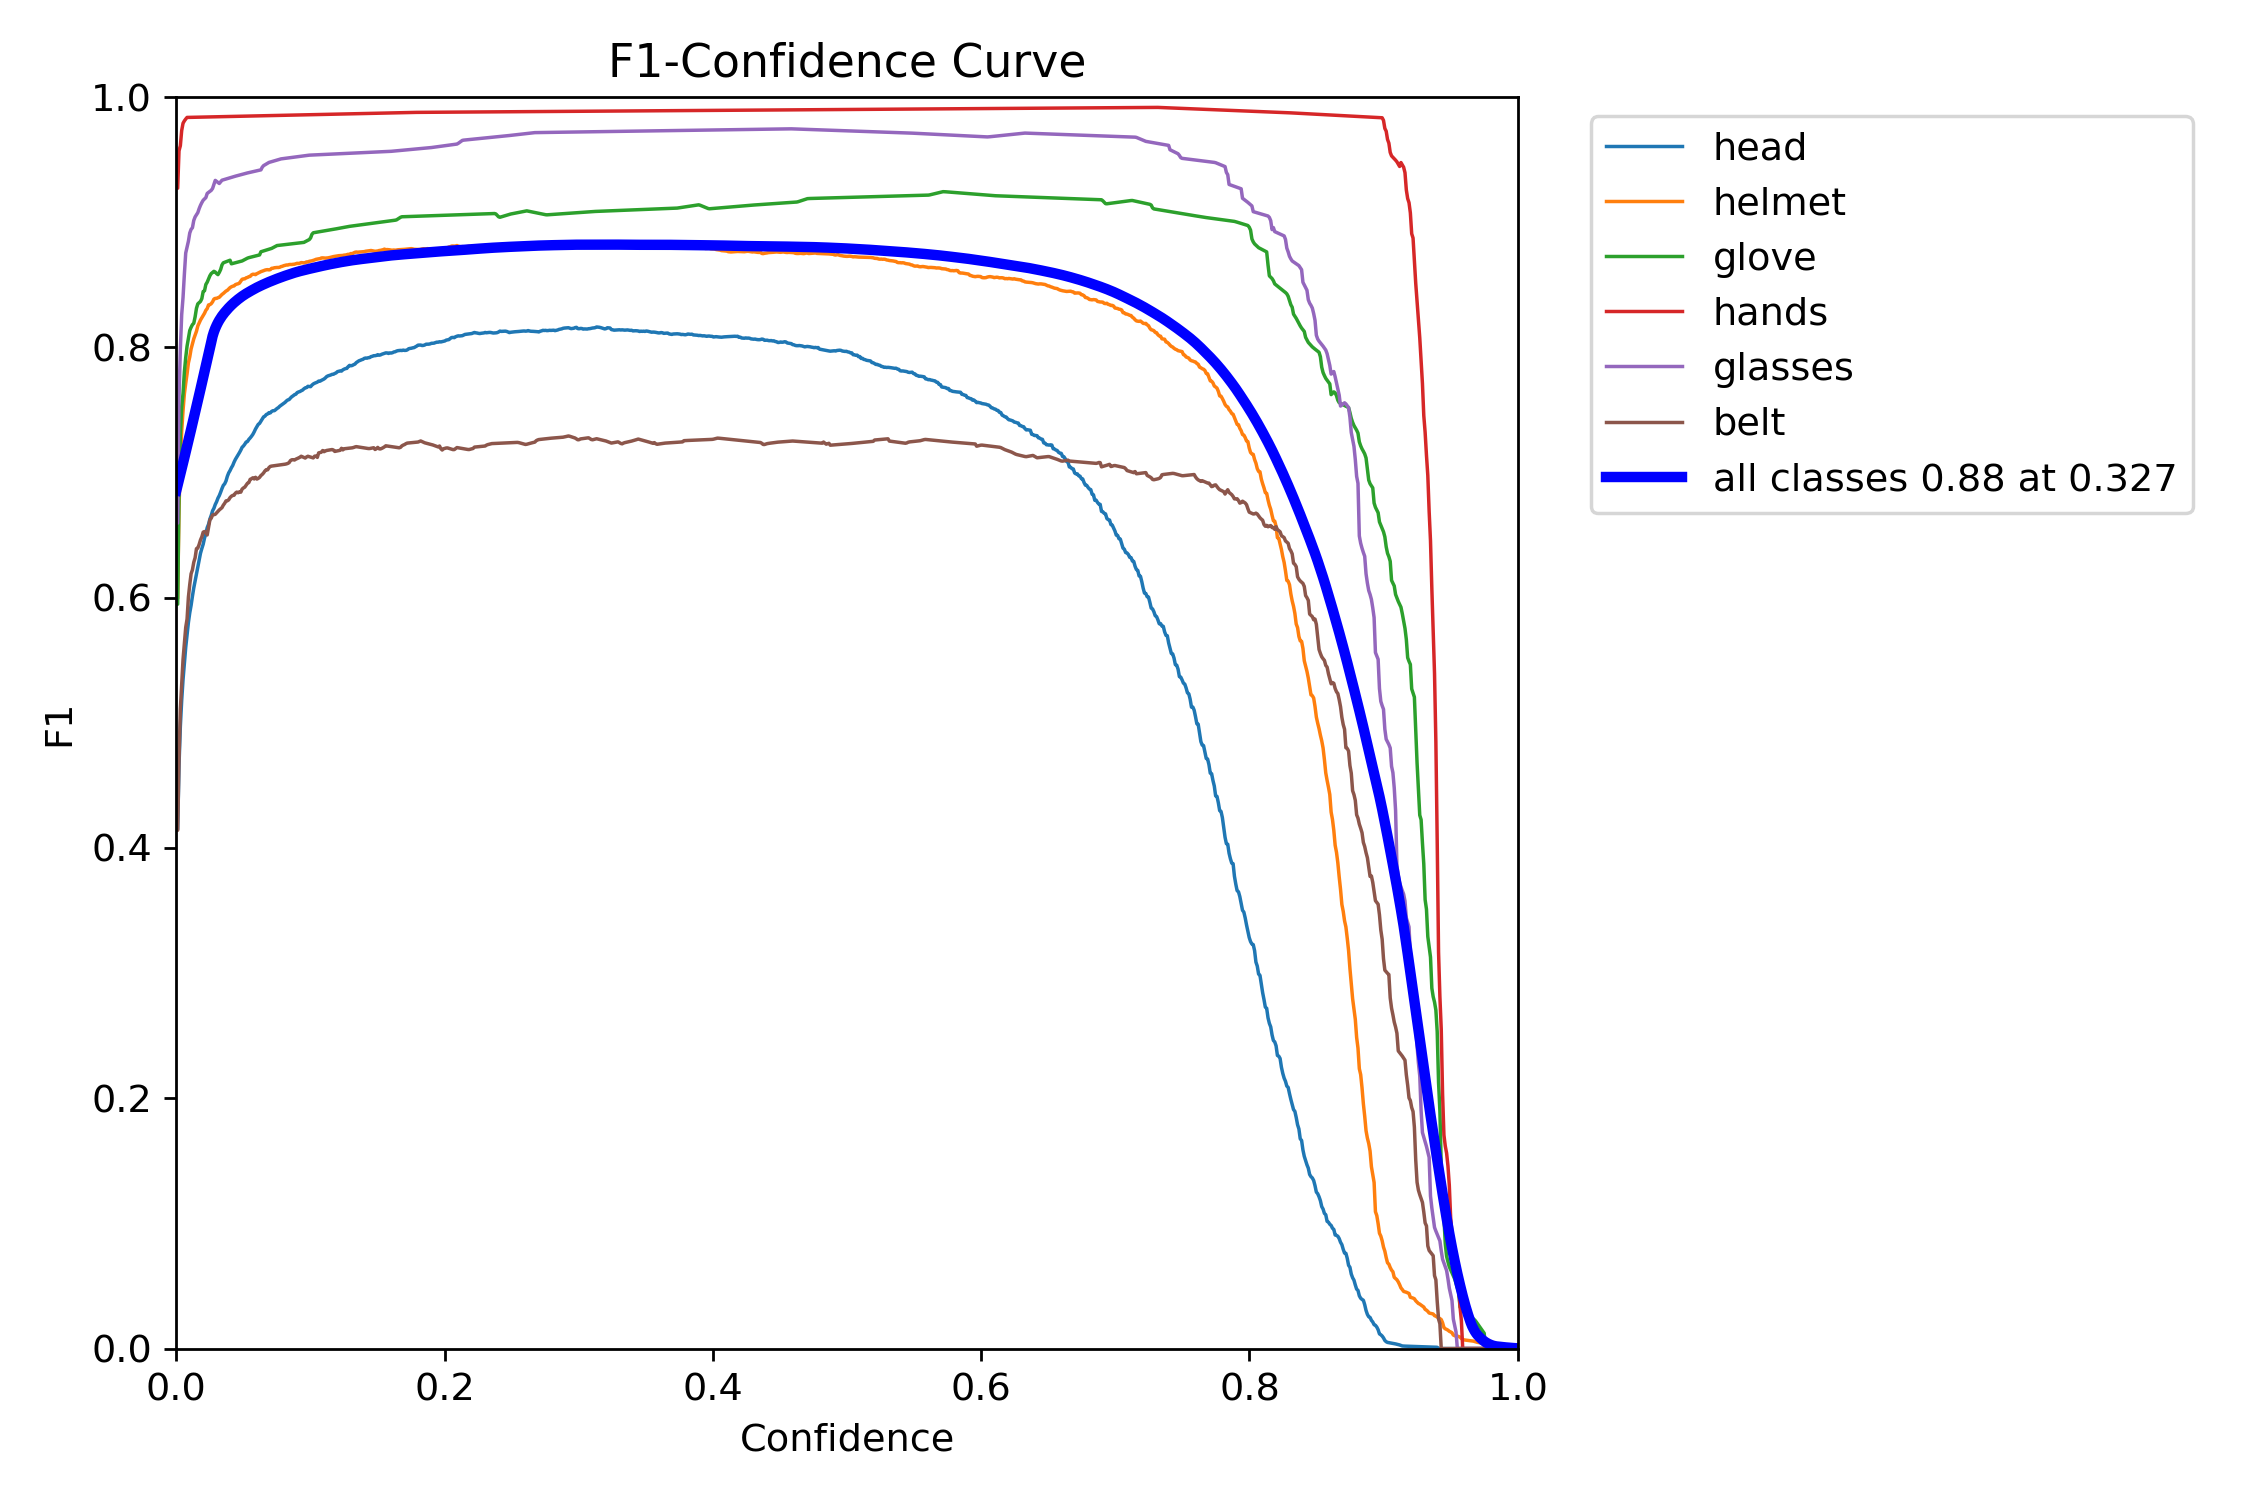 F1-Confidence Curve
1.0
0.8
0.6
0.4
0.2
0.0
F1
0.0 0.2 0.4 0.6 0.8 1.0
Confidence
head
helmet
glove
hands
glasses
belt
all classes 0.88 at 0.327